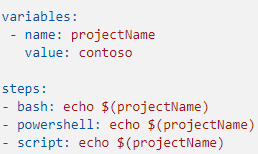 variables:
 - name: projectName
   value: contoso

steps:
- bash: echo $(projectName)
- powershell: echo $(projectName)
- script: echo $(projectName)